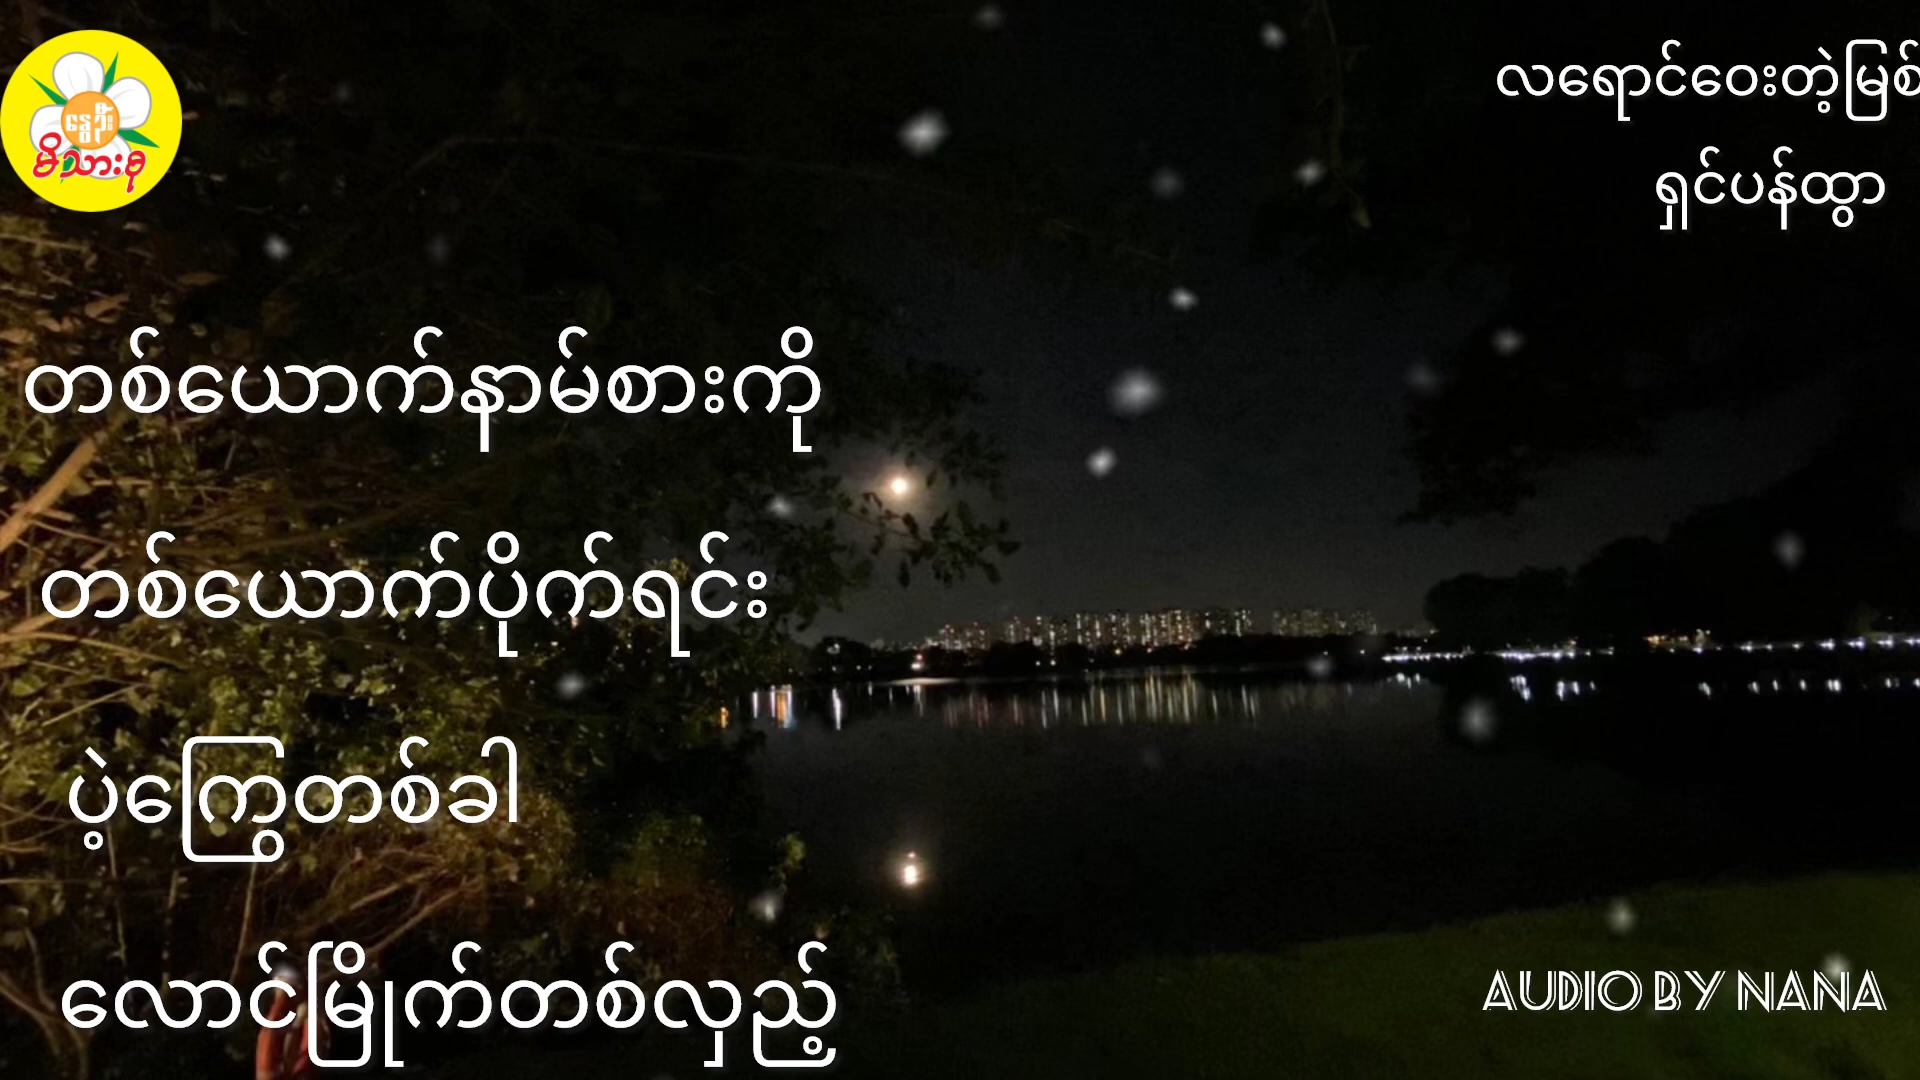 နွေဦး
မိသားစု
လရောင်ဝေးတဲ့မြစ်
ရှင်ပန်ထွာ
တစ်ယောက်နာမ်စားကို
တစ်ယောက်ပိုက်ရင်း
ပဲ့ကြွေတစ်ခါ
လောင်မြိုက်တစ်လှည့်
AUDIO BY NANA